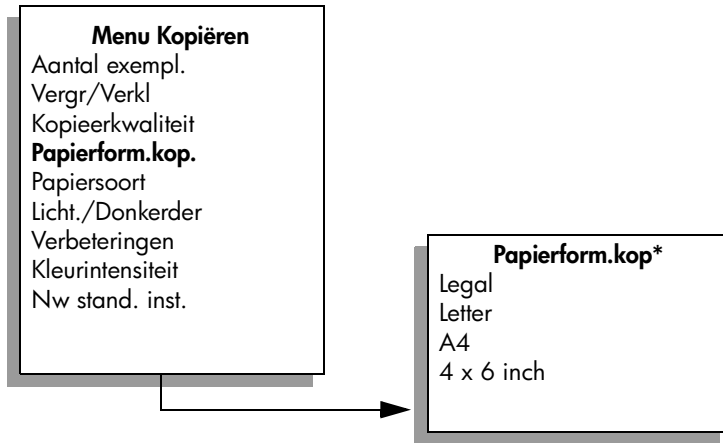 Menu Kopiëren
Aantal exempl.
Vergr/Verkl
Kopieerkwaliteit
Papierform.kop.
Papiersoort
Licht./Donkerder
Verbeteringen
Kleurintensiteit
Nw stand. inst.
Papierform.kop*
Legal
Letter
A4
4 x 6 inch